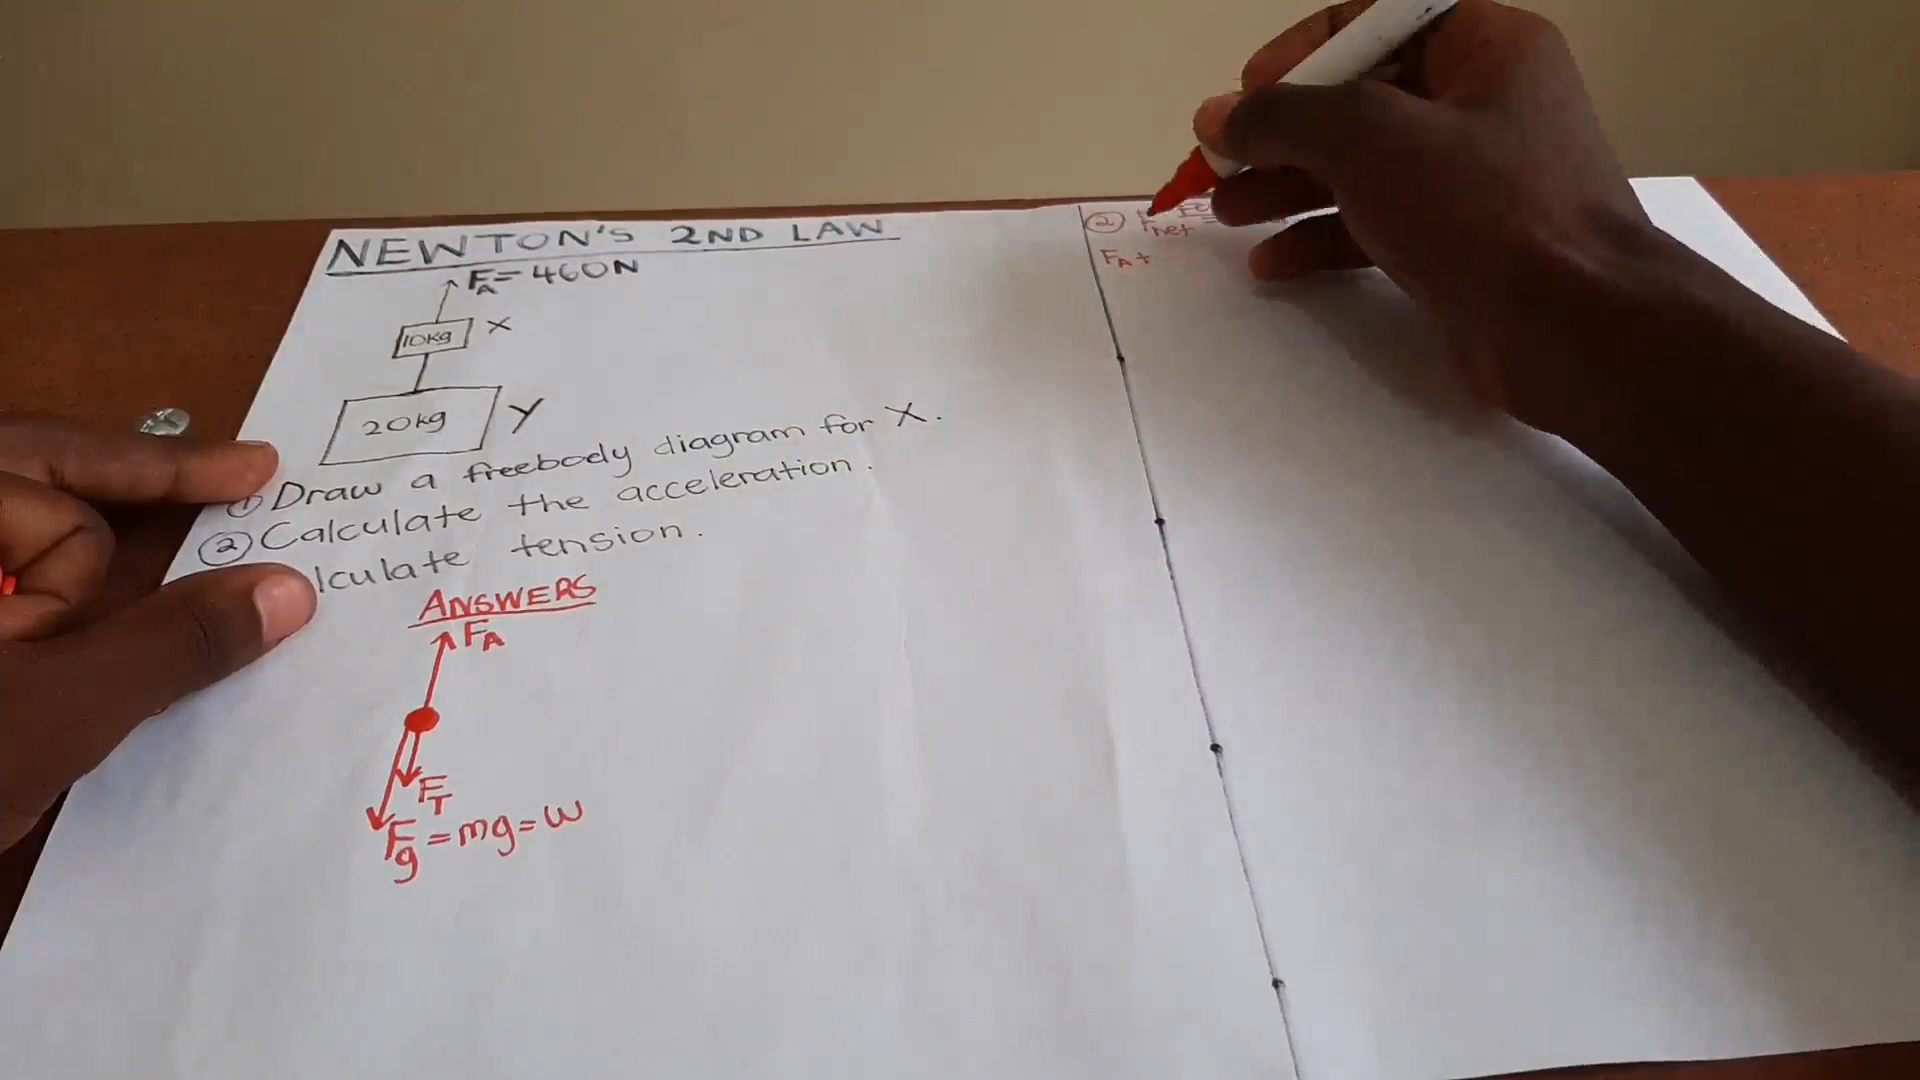 NEWTON'S 2ND LAW
FA = 460N
10kg X
20kg Y
① Draw a freebody diagram for X.
② Calculate the acceleration.
lculate tension.
ANSWERS
FA
FT
Fg = mg = w
② Fnet =
FA +